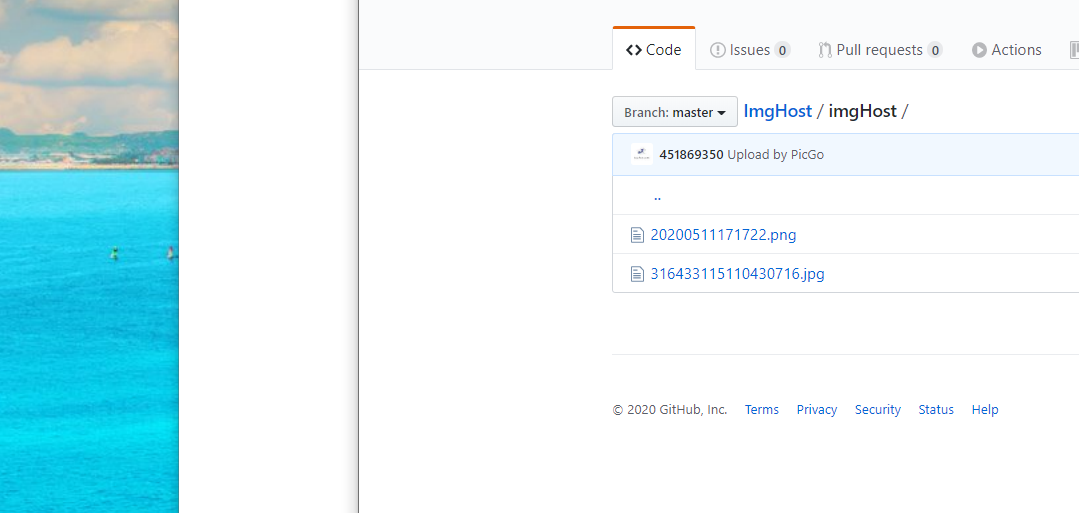 Code Issues 0 Pull requests 0 Actions
Branch: master ImgHost / imgHost /
451869350 Upload by PicGo
..
20200511171722.png
316433115110430716.jpg
© 2020 GitHub, Inc. Terms Privacy Security Status Help